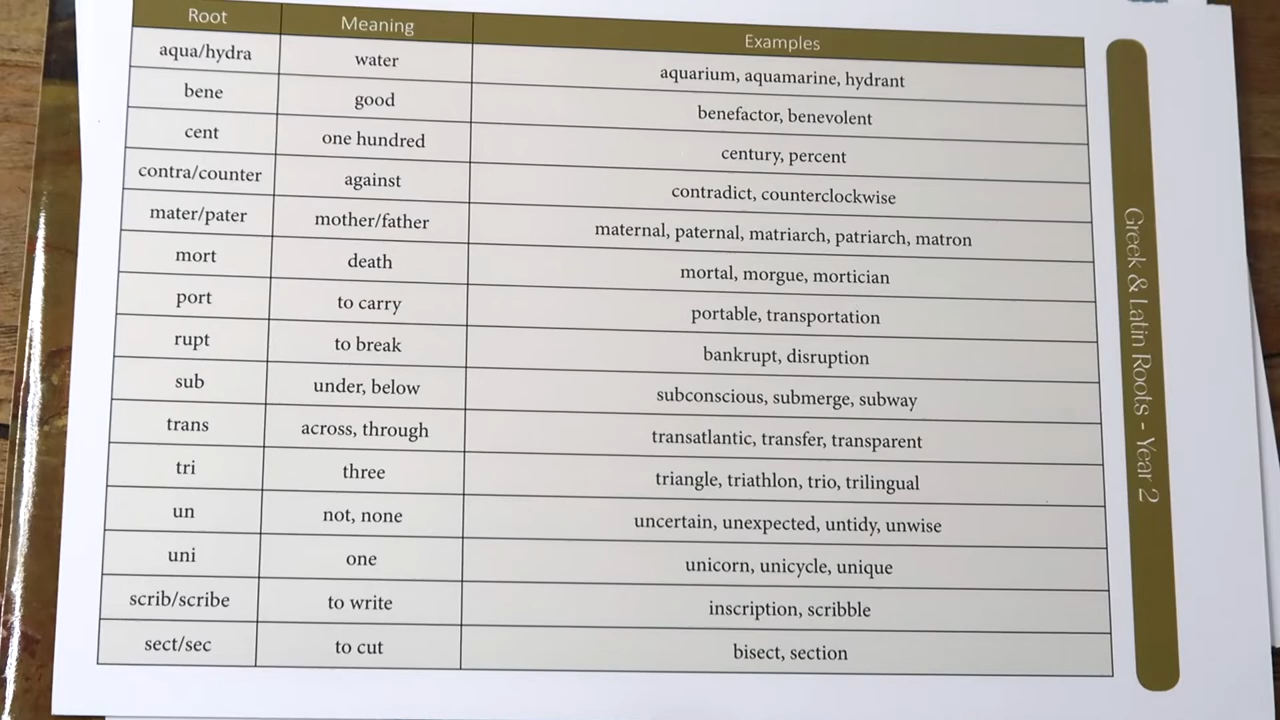 Root Meaning Examples
aqua/hydra water aquarium, aquamarine, hydrant
bene good benefactor, benevolent
cent one hundred century, percent
contra/counter against contradict, counterclockwise
mater/pater mother/father maternal, paternal, matriarch, patriarch, matron
mort death mortal, morgue, mortician
port to carry portable, transportation
rupt to break bankrupt, disruption
sub under, below subconscious, submerge, subway
trans across, through transatlantic, transfer, transparent
tri three triangle, triathlon, trio, trilingual
un not, none uncertain, unexpected, untidy, unwise
uni one unicorn, unicycle, unique
scrib/scribe to write inscription, scribble
sect/sec to cut bisect, section
Greek & Latin Roots - Year 2